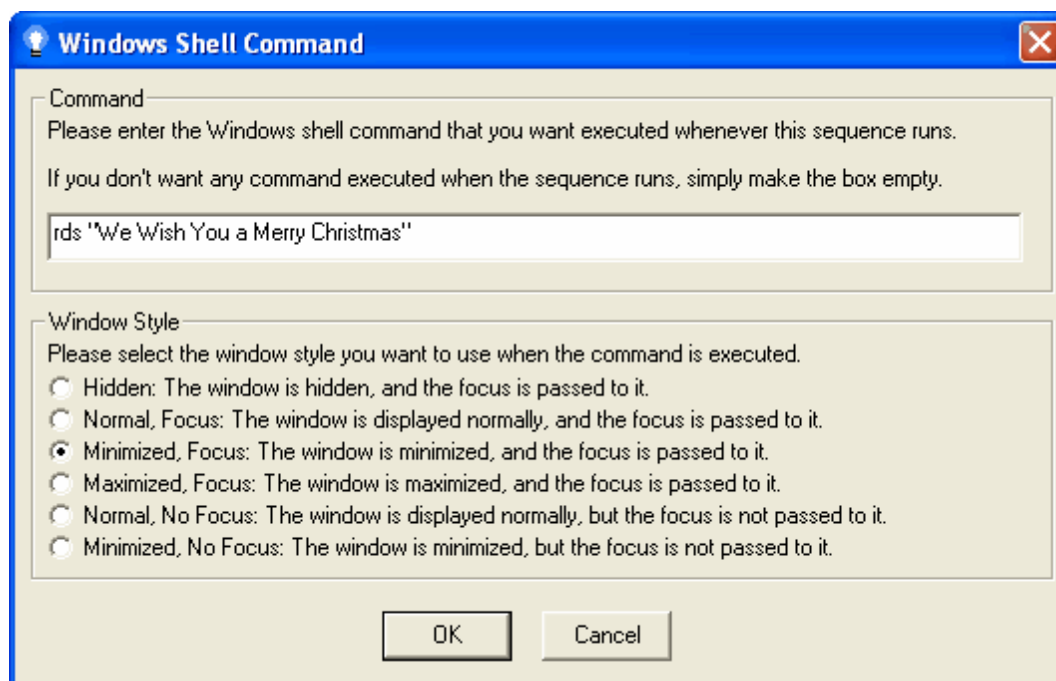 Windows Shell Command
Command
Please enter the Windows shell command that you want executed whenever this sequence runs.
If you don't want any command executed when the sequence runs, simply make the box empty.
rds "We Wish You a Merry Christmas"
Window Style
Please select the window style you want to use when the command is executed.
Hidden: The window is hidden, and the focus is passed to it.
Normal, Focus: The window is displayed normally, and the focus is passed to it.
Minimized, Focus: The window is minimized, and the focus is passed to it.
Maximized, Focus: The window is maximized, and the focus is passed to it.
Normal, No Focus: The window is displayed normally, but the focus is not passed to it.
Minimized, No Focus: The window is minimized, but the focus is not passed to it.
OK Cancel